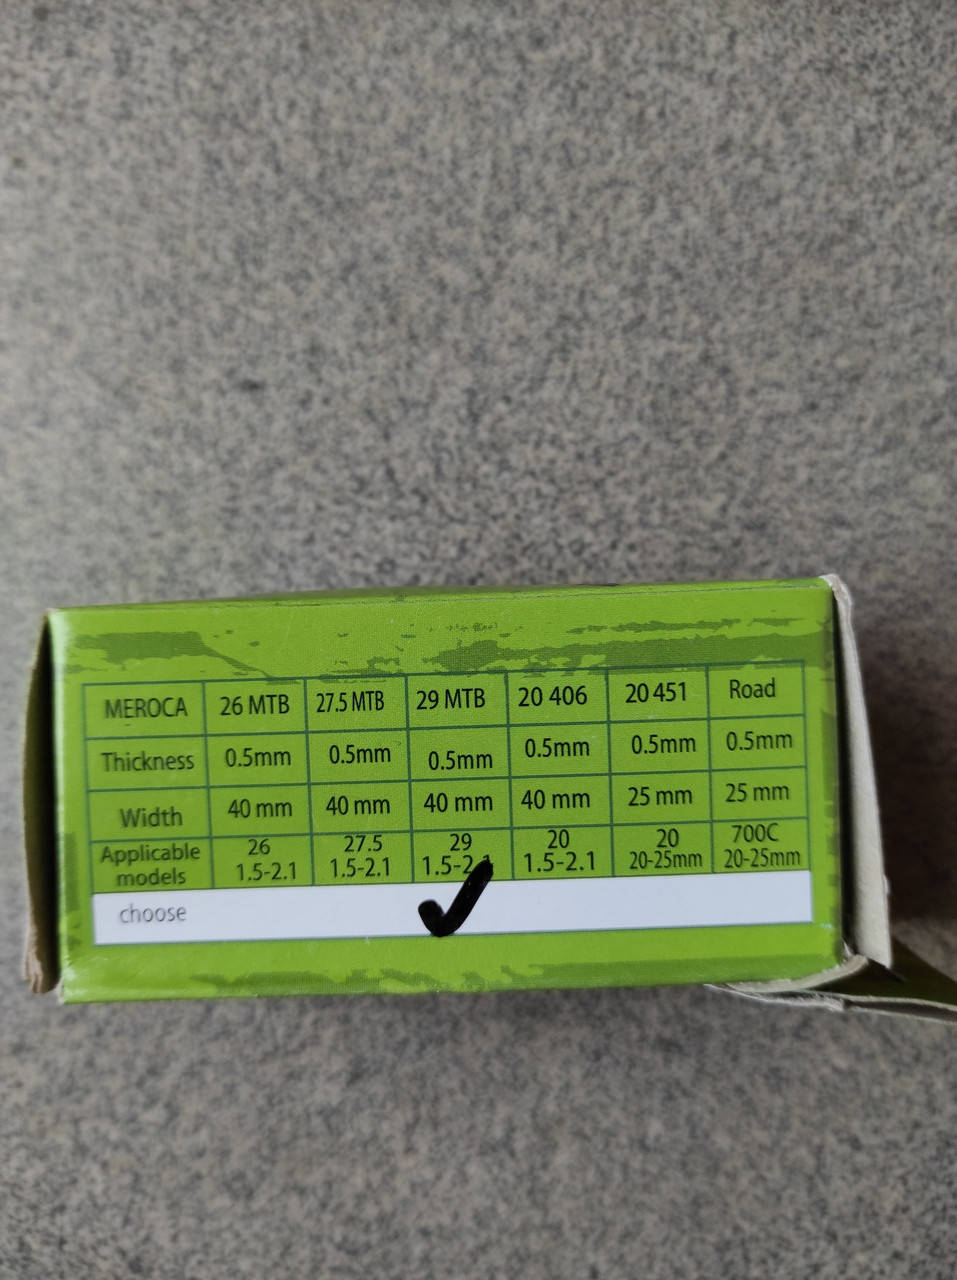 MEROCA 26 MTB 27.5 MTB 29 MTB 20 406 20 451 Road
Thickness 0.5mm 0.5mm 0.5mm 0.5mm 0.5mm 0.5mm
Width 40 mm 40 mm 40 mm 40 mm 25 mm 25 mm
Applicable 26 27.5 29 20 20 700C
models 1.5-2.1 1.5-2.1 1.5-2.1 1.5-2.1 20-25mm 20-25mm
choose